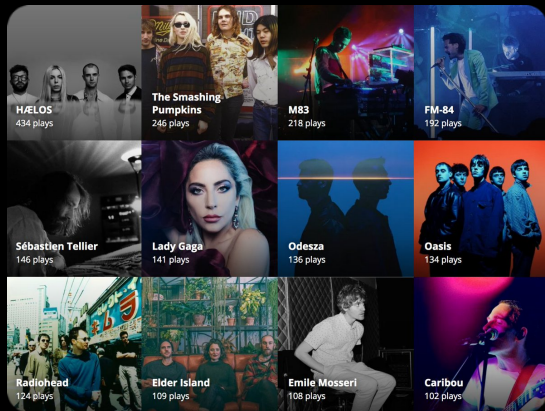 HÆLOS
434 plays
The Smashing
Pumpkins
246 plays
M83
218 plays
FM-84
192 plays
Sébastien Tellier
146 plays
Lady Gaga
141 plays
Odesza
136 plays
Oasis
134 plays
Radiohead
124 plays
Elder Island
109 plays
Emile Mosseri
108 plays
Caribou
102 plays